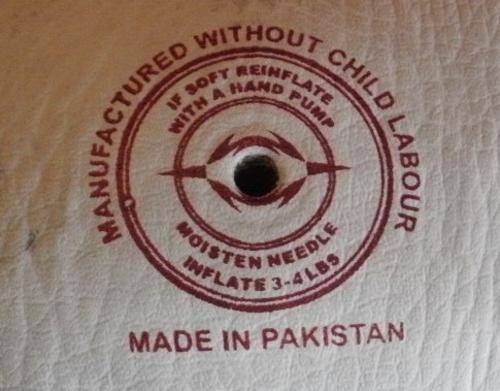 MANUFACTURED WITHOUT CHILD LABOUR
IF SOFT REINFLATE
WITH A HAND PUMP
MOISTEN NEEDLE
INFLATE 3-4 LBS
MADE IN PAKISTAN